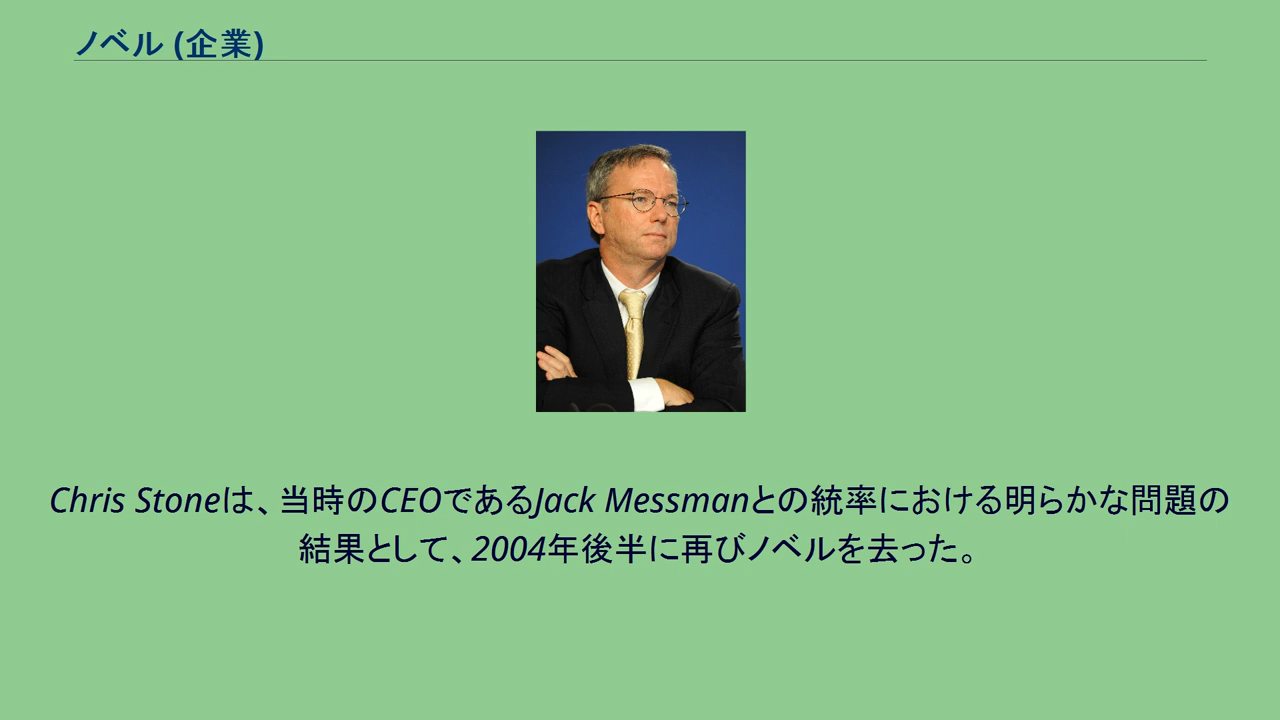 ノベル (企業)
Chris Stoneは、当時のCEOであるJack Messmanとの統率における明らかな問題の
結果として、2004年後半に再びノベルを去った。